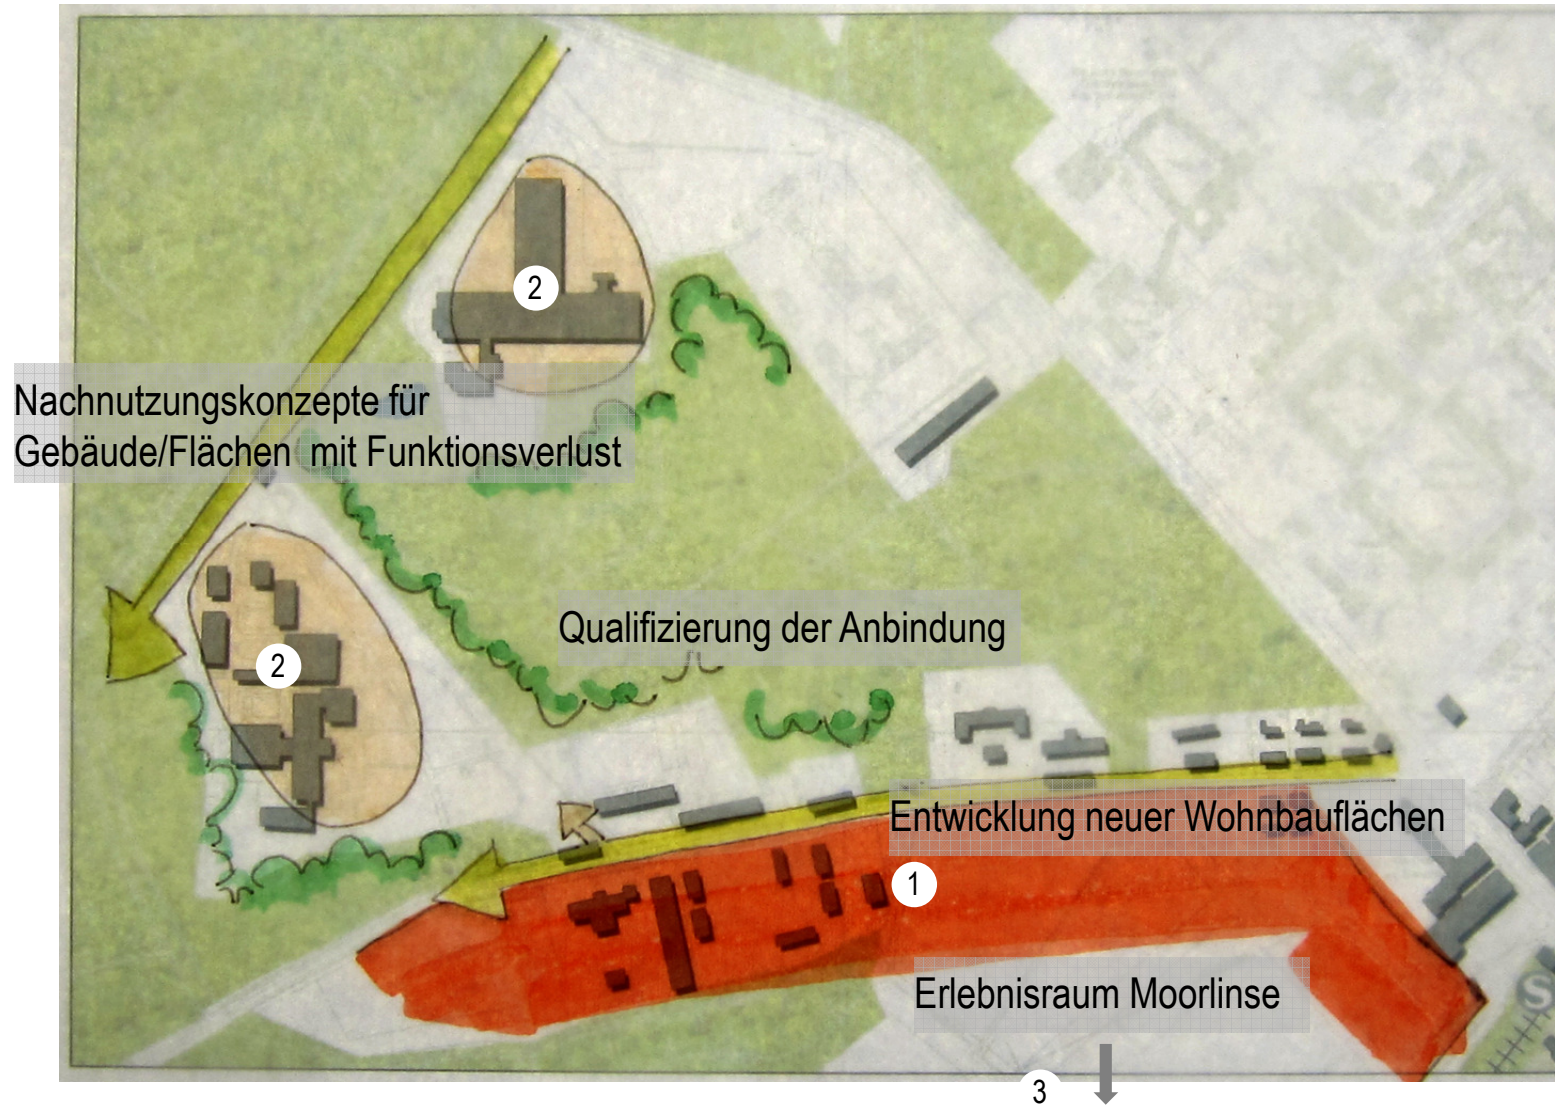 2
Nachnutzungskonzepte für
Gebäude/Flächen mit Funktionsverlust
Qualifizierung der Anbindung
2
Entwicklung neuer Wohnbauflächen
1
Erlebnisraum Moorlinse
S
3